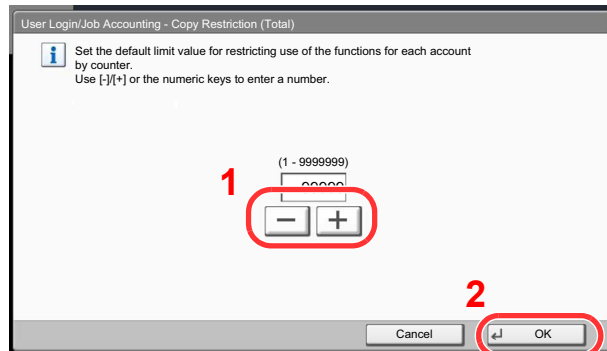 User Login/Job Accounting - Copy Restriction (Total)
Set the default limit value for restricting use of the functions for each account
by counter.
Use [-]/[+] or the numeric keys to enter a number.
(1 - 9999999)
1
− +
2
Cancel
OK